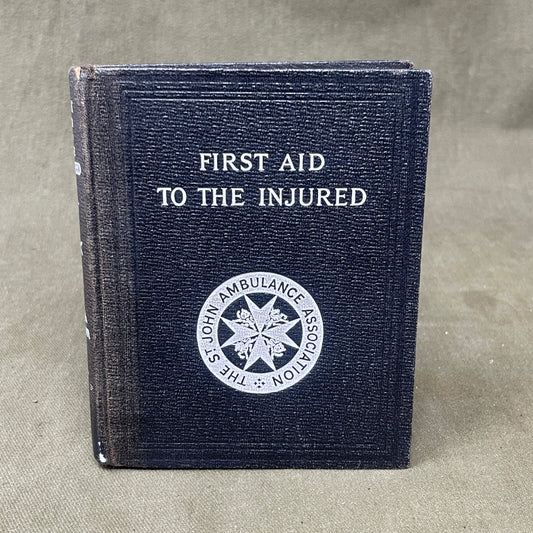 FIRST AID
TO THE INJURED
THE ST JOHN AMBULANCE ASSOCIATION